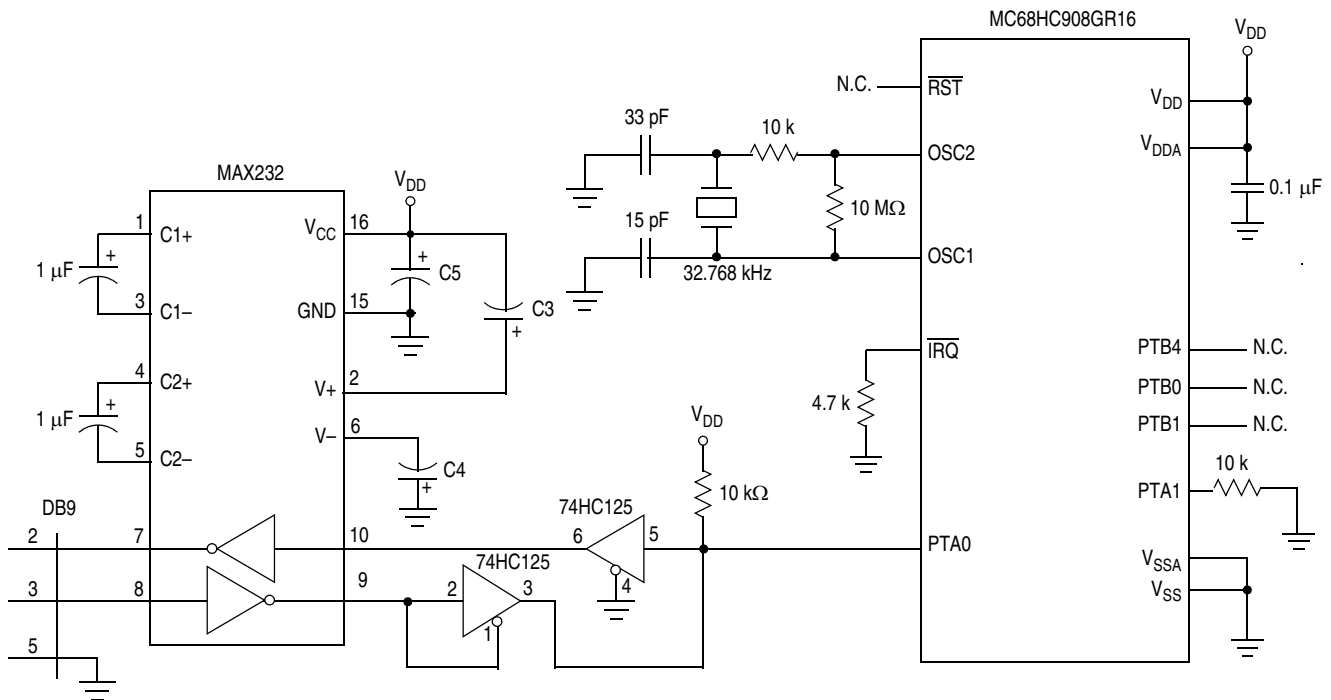 MC68HC908GR16
VDD
N.C.
RST
VDD
33 pF
10 k
OSC2
VDDA
MAX232
VDD
10 MΩ
0.1 µF
1
C1+
VCC
16
15 pF
1 µF
+
+
C5
OSC1
32.768 kHz
3
C1–
GND
15
C3
+
IRQ
PTB4
N.C.
4
C2+
V+
2
PTB0
N.C.
4.7 k
1 µF
+
VDD
PTB1
N.C.
V–
6
5
C2–
C4
+
10 k
10 kΩ
PTA1
DB9
74HC125
2
7
10
6
5
PTA0
74HC125
4
VSSA
3
8
9
2
3
VSS
1
5